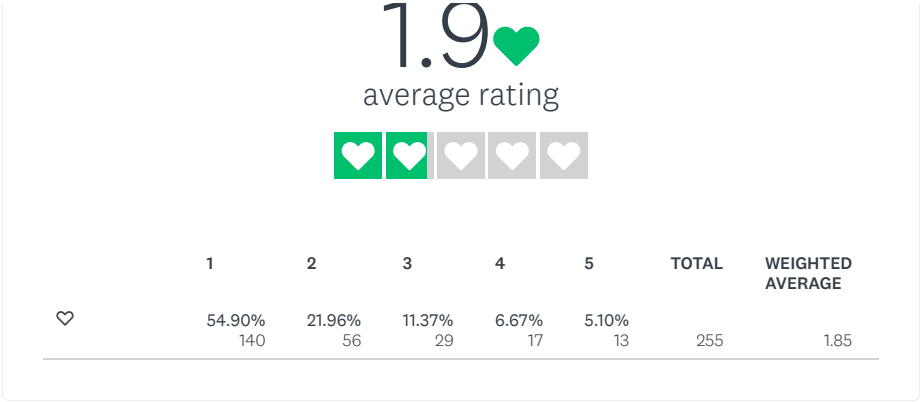 1.9
average rating
1 2 3 4 5 TOTAL WEIGHTED AVERAGE
54.90% 21.96% 11.37% 6.67% 5.10%
140 56 29 17 13 255 1.85